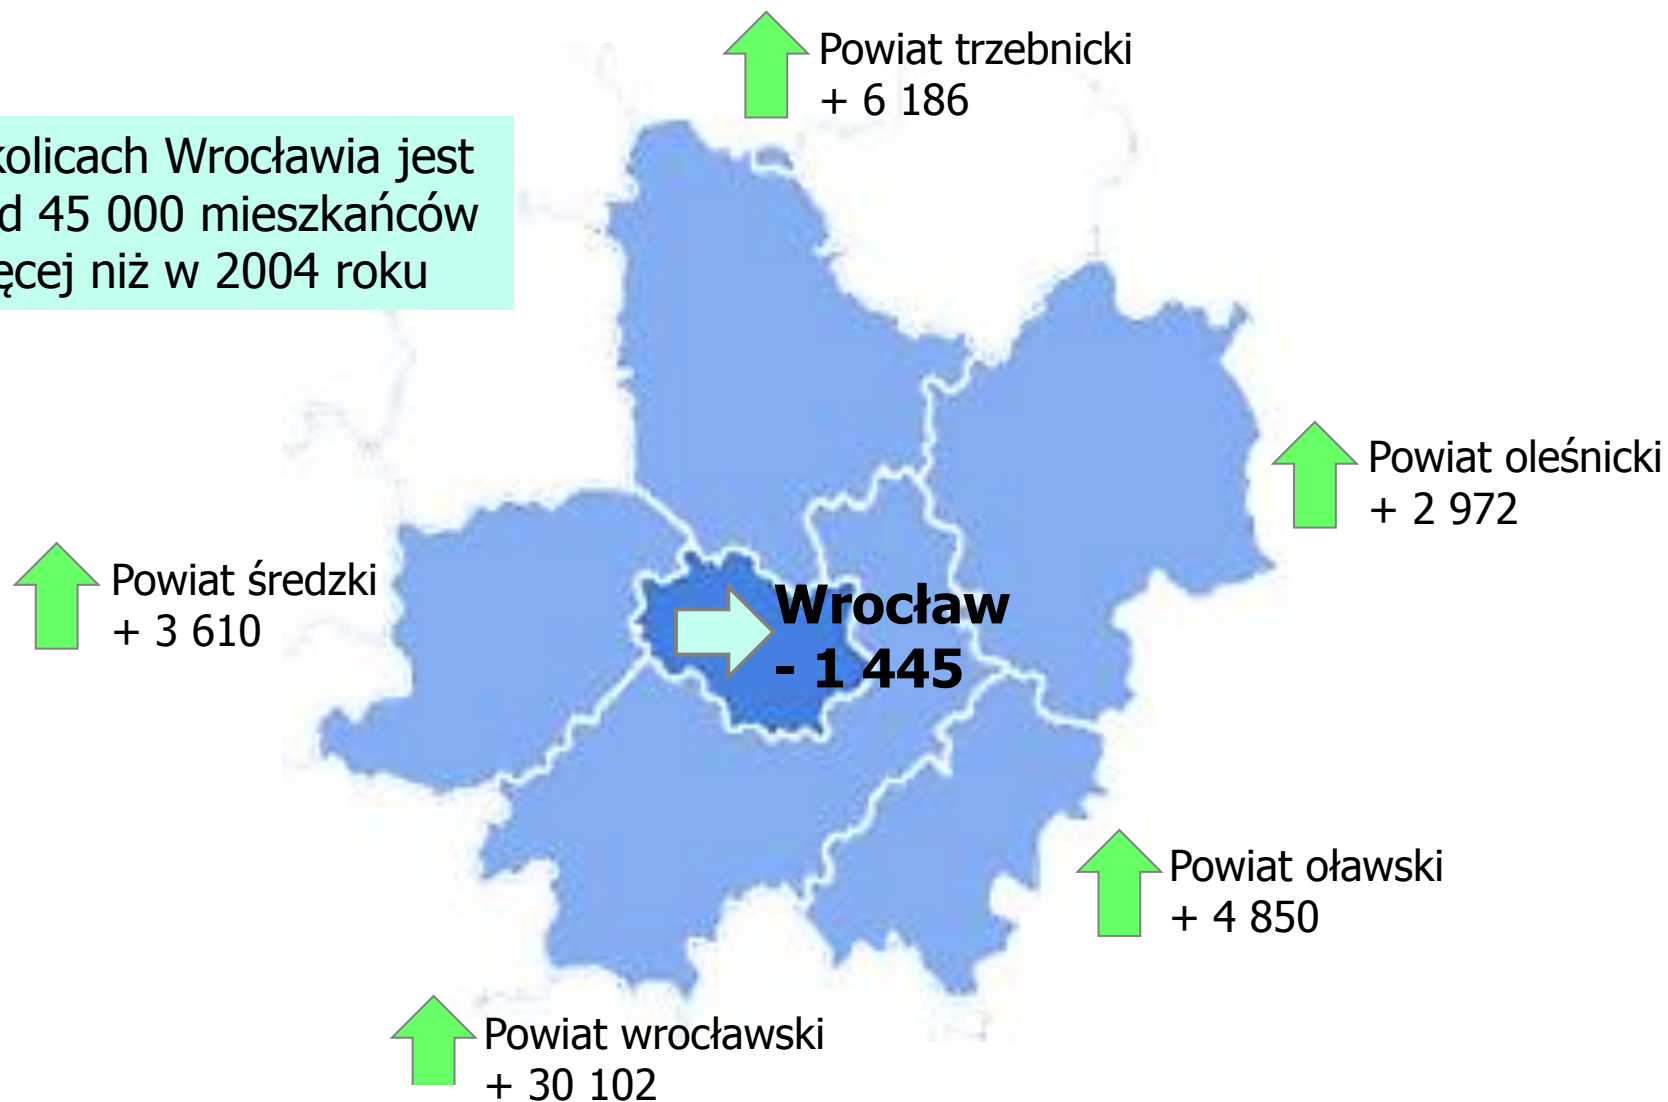 Powiat trzebnicki
+ 6 186
kolicach Wrocławia jest
d 45 000 mieszkańców
ęcej niż w 2004 roku
Powiat oleśnicki
+ 2 972
Powiat średzki
+ 3 610
Wrocław
- 1 445
Powiat oławski
+ 4 850
Powiat wrocławski
+ 30 102